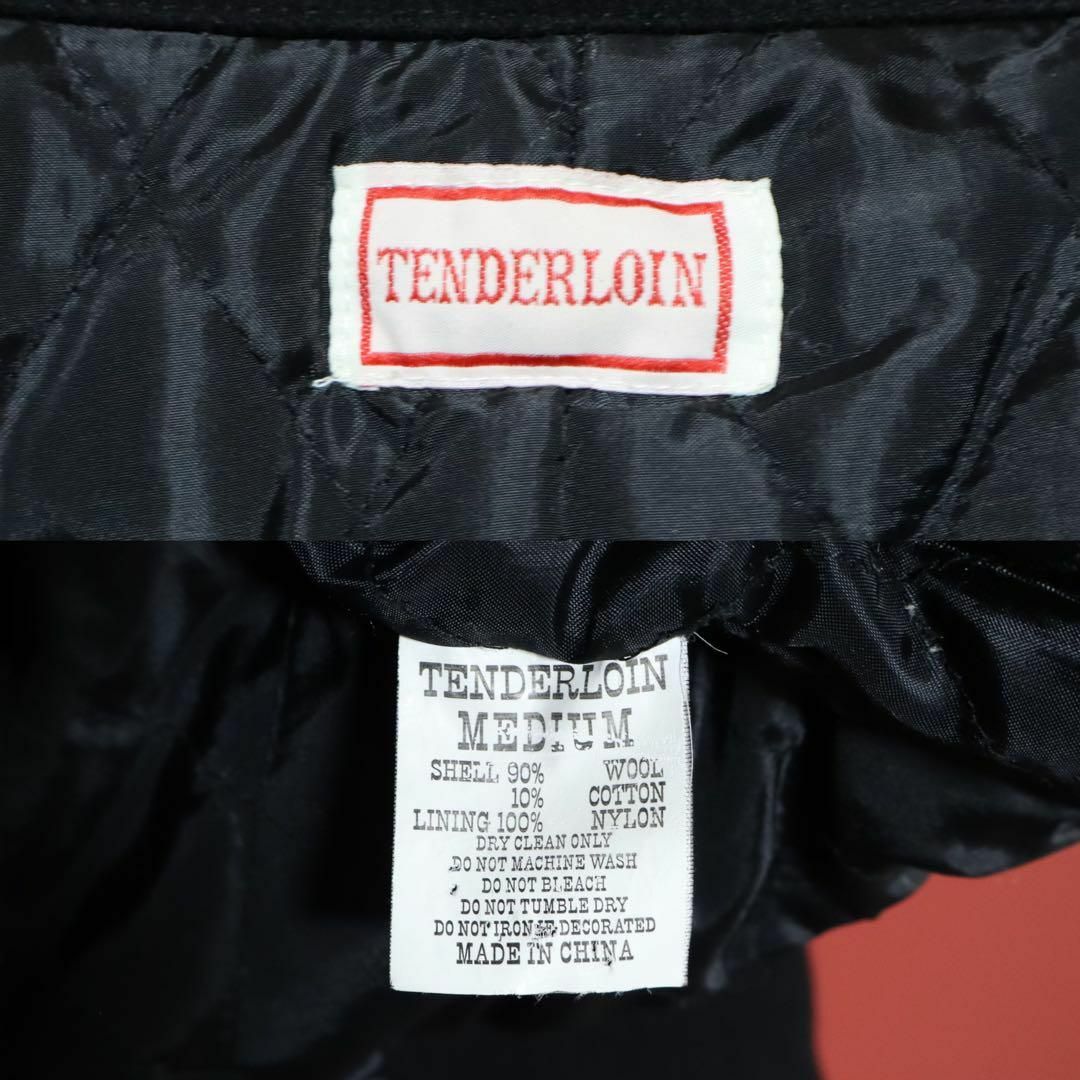 TENDERLOIN
TENDERLOIN
MEDIUM
SHELL 90% WOOL
10% COTTON
LINING 100% NYLON
DRY CLEAN ONLY
DO NOT MACHINE WASH
DO NOT BLEACH
DO NOT TUMBLE DRY
DO NOT IRON IF DECORATED
MADE IN CHINA